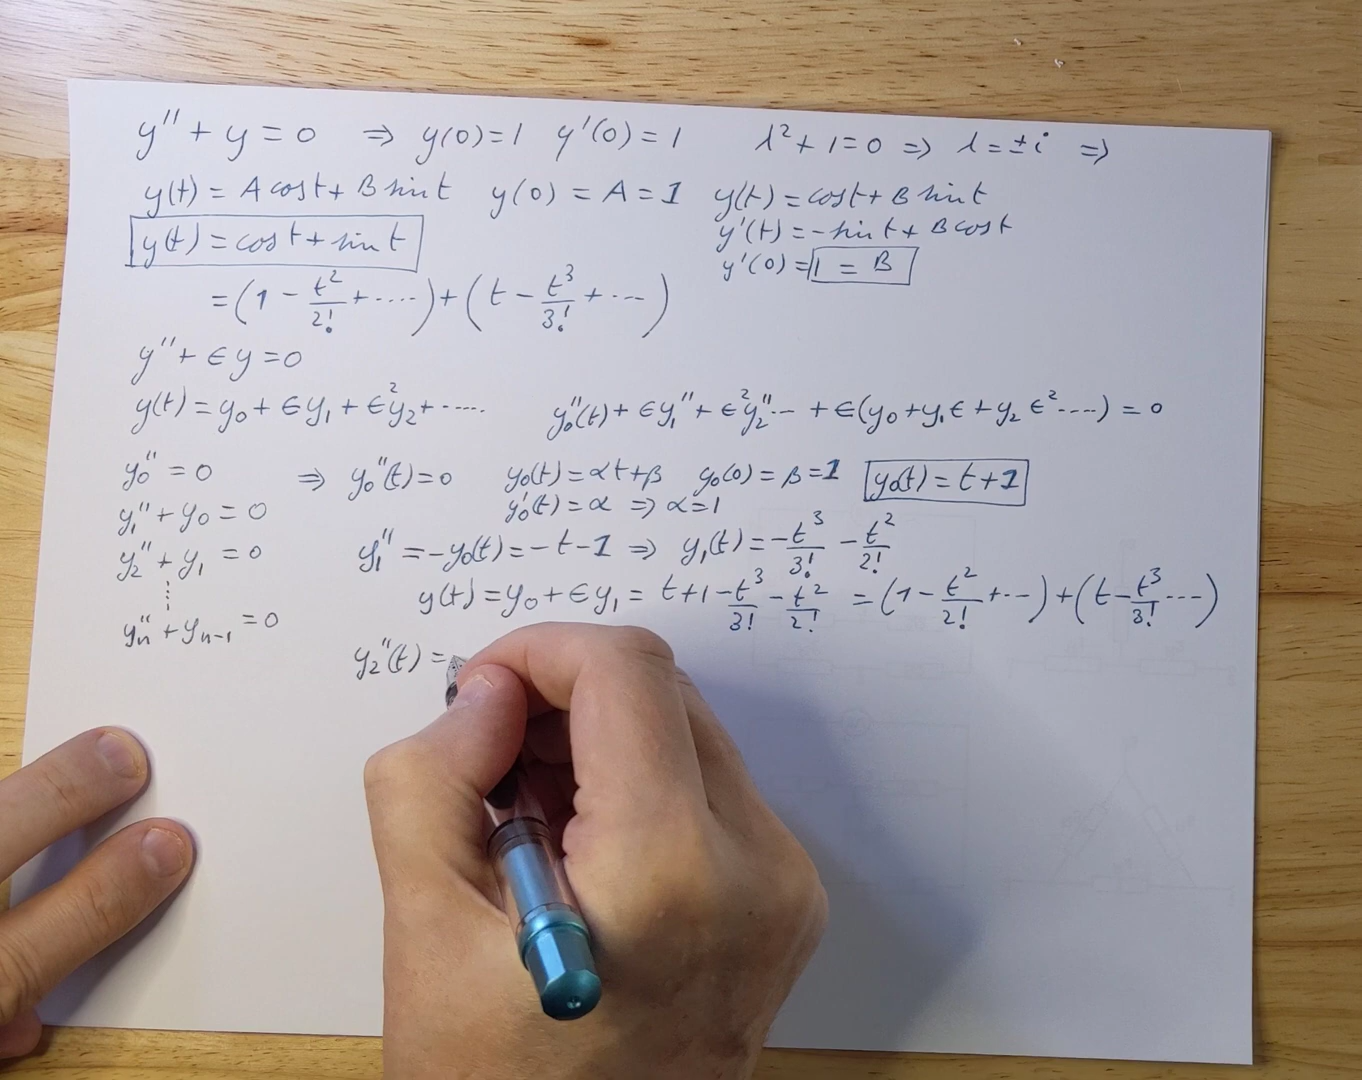 y'' + y = 0 ⇒ y(0)=1 y'(0)=1 λ² + 1 = 0 ⇒ λ = ±i ⇒
y(t) = A cos t + B sin t y(0) = A = 1 y(t) = cos t + B sin t
y(t) = cos t + sin t y'(t) = - sin t + B cos t
y'(0) = 1 = B
= (1 - t²/2! + ....) + (t - t³/3! + ...)
y'' + ϵy = 0
y(t) = y₀ + ϵy₁ + ϵ²y₂ + ..... y₀''(t) + ϵy₁'' + ϵ²y₂''... + ϵ(y₀ + y₁ϵ + y₂ϵ²....) = 0
y₀'' = 0 ⇒ y₀''(t) = 0 y₀(t) = αt + β y₀(0) = β = 1 y₀(t) = t + 1
y₀'(t) = α ⇒ α = 1
y₁'' + y₀ = 0
y₂'' + y₁ = 0 y₁'' = -y₀(t) = -t - 1 ⇒ y₁(t) = -t³/3! - t²/2!
⋮ y(t) = y₀ + ϵy₁ = t + 1 - t³/3! - t²/2! = (1 - t²/2! + ...) + (t - t³/3! ...)
yₙ'' + yₙ₋₁ = 0
y₂''(t) =